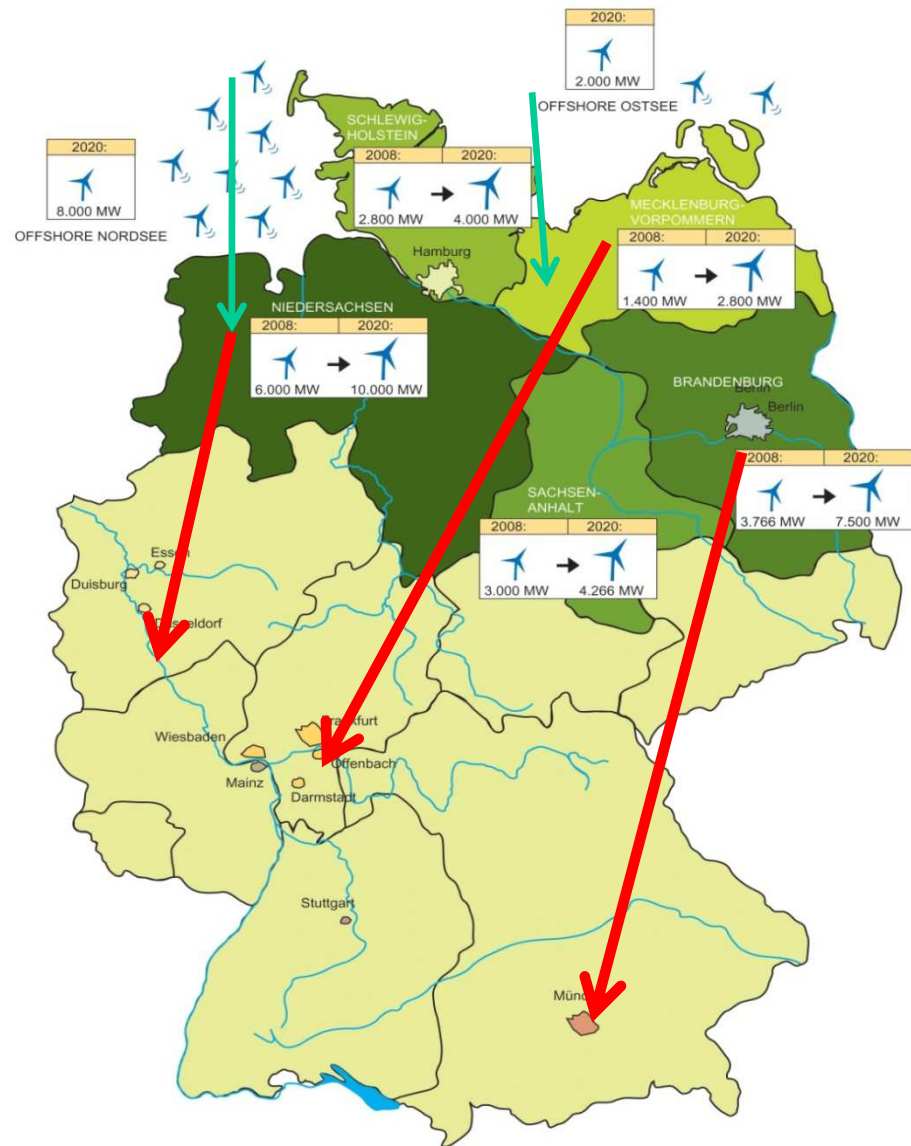 2020:
2.000 MW
OFFSHORE OSTSEE
SCHLEWIG-
HOLSTEIN
2008: 2020:
2.800 MW 4.000 MW
2020:
8.000 MW
OFFSHORE NORDSEE
MECKLENBURG-
VORPOMMERN
2008: 2020:
1.400 MW 2.800 MW
Hamburg
NIEDERSACHSEN
2008: 2020:
6.000 MW 10.000 MW
BRANDENBURG
Berlin
Berlin
2008: 2020:
3.766 MW 7.500 MW
SACHSEN-
ANHALT
2008: 2020:
3.000 MW 4.266 MW
Essen
Duisburg
Düsseldorf
Frankfurt
Wiesbaden
Offenbach
Mainz
Darmstadt
Stuttgart